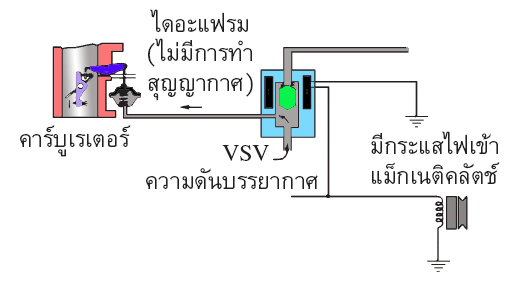 ไดอะแฟรม
(ไม่มีการทำ
สุญญากาศ)
คาร์บูเรเตอร์
VSV
ความดันบรรยากาศ
มีกระแสไฟเข้า
แม็กเนติคลัตช์